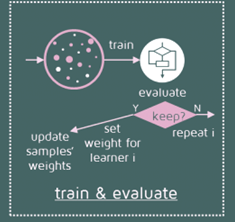 train
evaluate
Y
keep?
N
update
samples'
weights
set
weight for
learner i
repeat i
train & evaluate